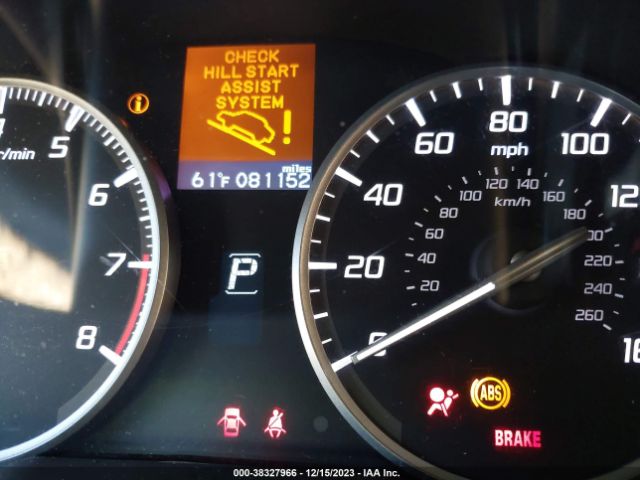 CHECK
HILL START
ASSIST
SYSTEM
!
miles
61°F 081152
4
5
r/min
6
7
8
P
0
20
40
60
80
100
mph
20
40
60
80
100
120
140
160
180
220
240
260
km/h
ABS
BRAKE
000-38327966 - 12/15/2023 - IAA Inc.